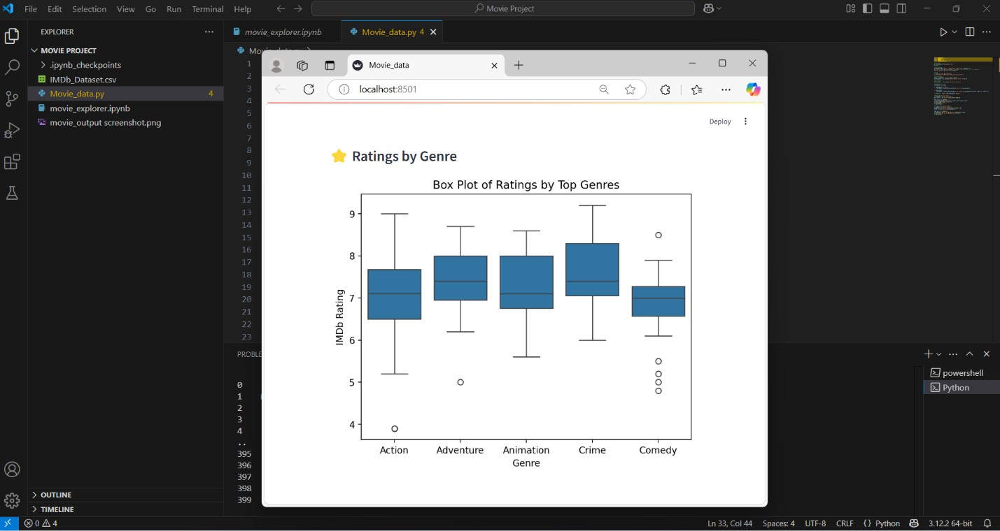 File Edit Selection View Go Run Terminal Help
Movie Project
EXPLORER
MOVIE PROJECT
.ipynb_checkpoints
IMDb_Dataset.csv
Movie_data.py 4
movie_explorer.ipynb
movie_output screenshot.png
OUTLINE
TIMELINE
movie_explorer.ipynb
Movie_data.py 4
1
2
3
4
5
6
7
8
9
10
11
12
13
14
15
16
17
18
19
20
21
22
23
Movie_data
localhost:8501
Deploy
Ratings by Genre
Box Plot of Ratings by Top Genres
IMDb Rating
9
8
7
6
5
4
Action Adventure Animation Crime Comedy
Genre
0
1
2
3
4
..
395
396
397
398
399
powershell
Python
0 4
Ln 33, Col 44 Spaces: 4 UTF-8 CRLF {} Python 3.12.2 64-bit